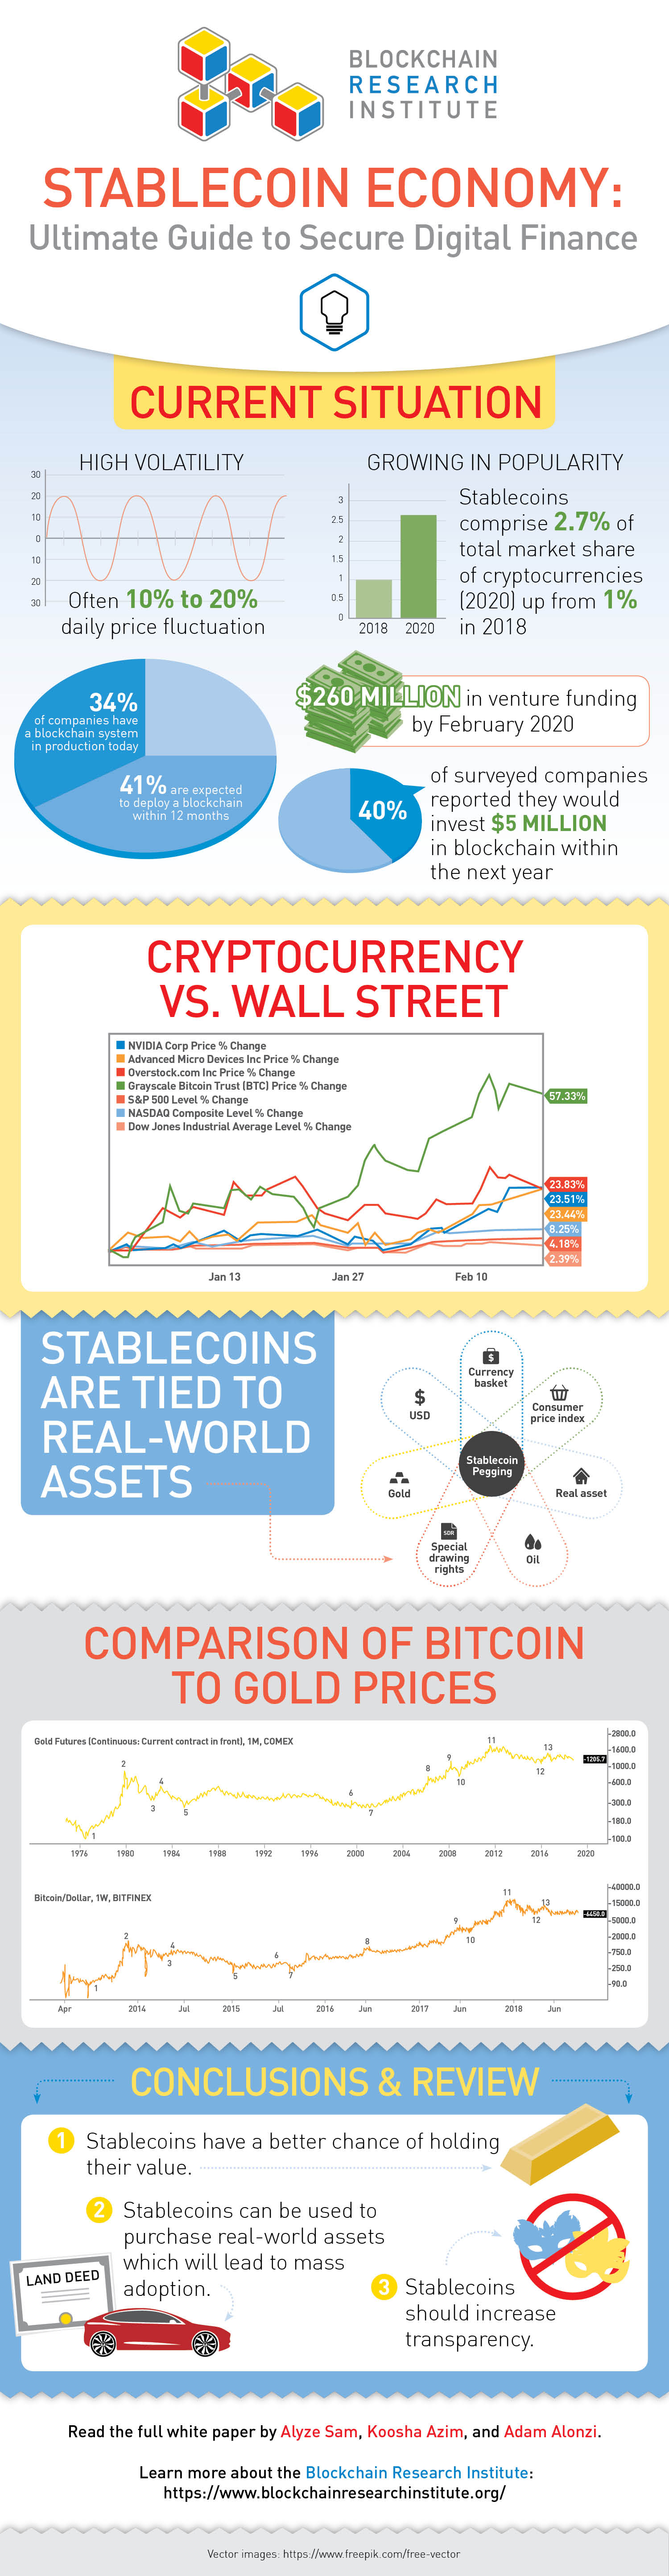 BLOCKCHAIN
RESEARCH
INSTITUTE
STABLECOIN ECONOMY:
Ultimate Guide to Secure Digital Finance
CURRENT SITUATION
HIGH VOLATILITY
30
20
10
0
10
20
30
Often 10% to 20%
daily price fluctuation
GROWING IN POPULARITY
3
2.5
2
1.5
1
0.5
0
2018 2020
Stablecoins
comprise 2.7% of
total market share
of cryptocurrencies
(2020) up from 1%
in 2018
34%
of companies have
a blockchain system
in production today
41% are expected
to deploy a blockchain
within 12 months
$260 MILLION in venture funding
by February 2020
40%
of surveyed companies
reported they would
invest $5 MILLION
in blockchain within
the next year
CRYPTOCURRENCY
VS. WALL STREET
NVIDIA Corp Price % Change
Advanced Micro Devices Inc Price % Change
Overstock.com Inc Price % Change
Grayscale Bitcoin Trust (BTC) Price % Change
S&P 500 Level % Change
NASDAQ Composite Level % Change
Dow Jones Industrial Average Level % Change
57.33%
23.83%
23.51%
23.44%
8.25%
4.18%
2.39%
Jan 13 Jan 27 Feb 10
STABLECOINS
ARE TIED TO
REAL-WORLD
ASSETS
$
Currency
basket
$
USD
Consumer
price index
Stablecoin
Pegging
Gold
Real asset
SDR
Special
drawing
rights
Oil
COMPARISON OF BITCOIN
TO GOLD PRICES
Gold Futures (Continuous: Current contract in front), 1M, COMEX
1
2
3
4
5
6
7
8
9
10
11
12
13
-2800.0
-1600.0
-1205.7
-1000.0
-600.0
-300.0
-180.0
-100.0
1976 1980 1984 1988 1992 1996 2000 2004 2008 2012 2016 2020
Bitcoin/Dollar, 1W, BITFINEX
1
2
3
4
5
6
7
8
9
10
11
12
13
-40000.0
-15000.0
-6450.0
-5000.0
-2000.0
-750.0
-250.0
-90.0
Apr 2014 Jul 2015 Jul 2016 Jun 2017 Jun 2018 Jun
CONCLUSIONS & REVIEW
1 Stablecoins have a better chance of holding
their value.
2 Stablecoins can be used to
purchase real-world assets
which will lead to mass
adoption.
LAND DEED
3 Stablecoins
should increase
transparency.
Read the full white paper by Alyze Sam, Koosha Azim, and Adam Alonzi.
Learn more about the Blockchain Research Institute:
https://www.blockchainresearchinstitute.org/
Vector images: https://www.freepik.com/free-vector